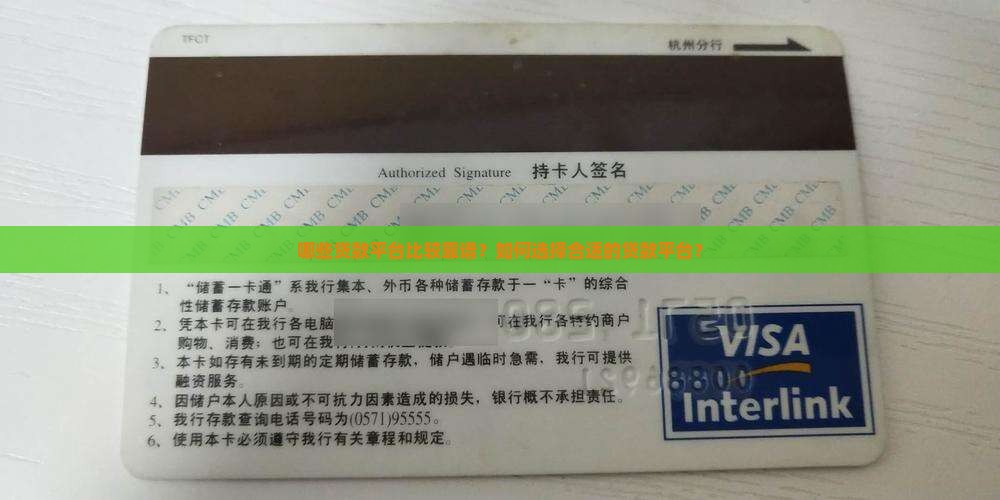 TFCT
杭州分行
Authorized Signature 持卡人签名
CMB CMB CMB CMB CMB CMB
哪些贷款平台比较靠谱？如何选择合适的贷款平台？
1、“储蓄一卡通”系我行集本、外币各种储蓄存款于一“卡”的综合
性储蓄存款账户
2、凭本卡可在我行各电脑 可在我行各特约商户
购物、消费；也可在我
3、本卡如存有未到期的定期储蓄存款，储户遇临时急需，我行可提供
融资服务。
4、因储户本人原因或不可抗力因素造成的损失，银行概不承担责任。
5、我行存款查询电话号码为(0571)95555。
6、使用本卡必须遵守我行有关章程和规定。
VISA
Interlink